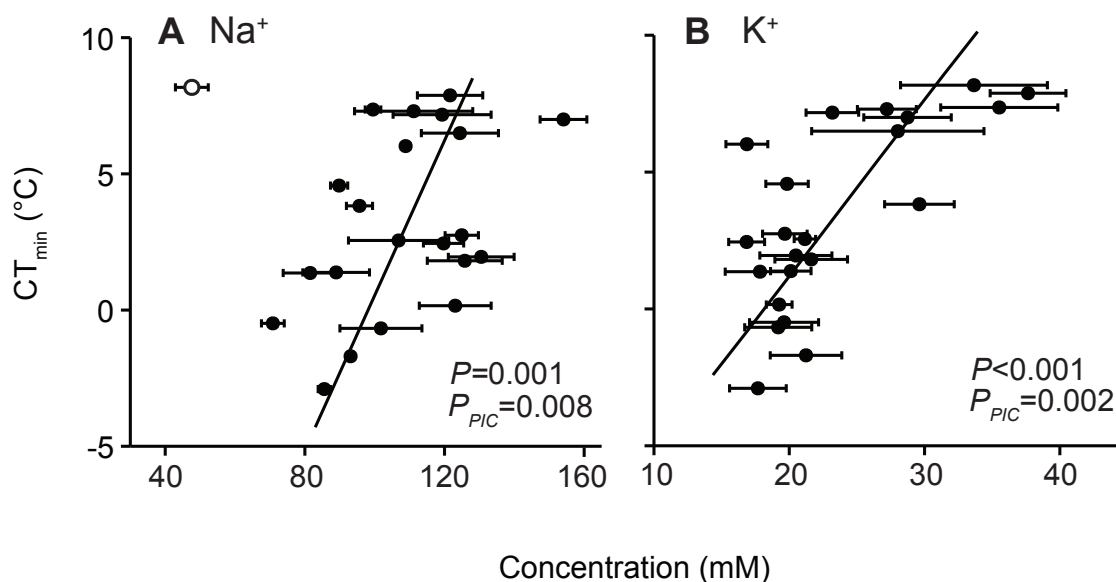 A Na⁺
B K⁺
10
5
0
-5
CTmin (°C)
P=0.001
PPIC=0.008
P<0.001
PPIC=0.002
40 80 120 160
10 20 30 40
Concentration (mM)